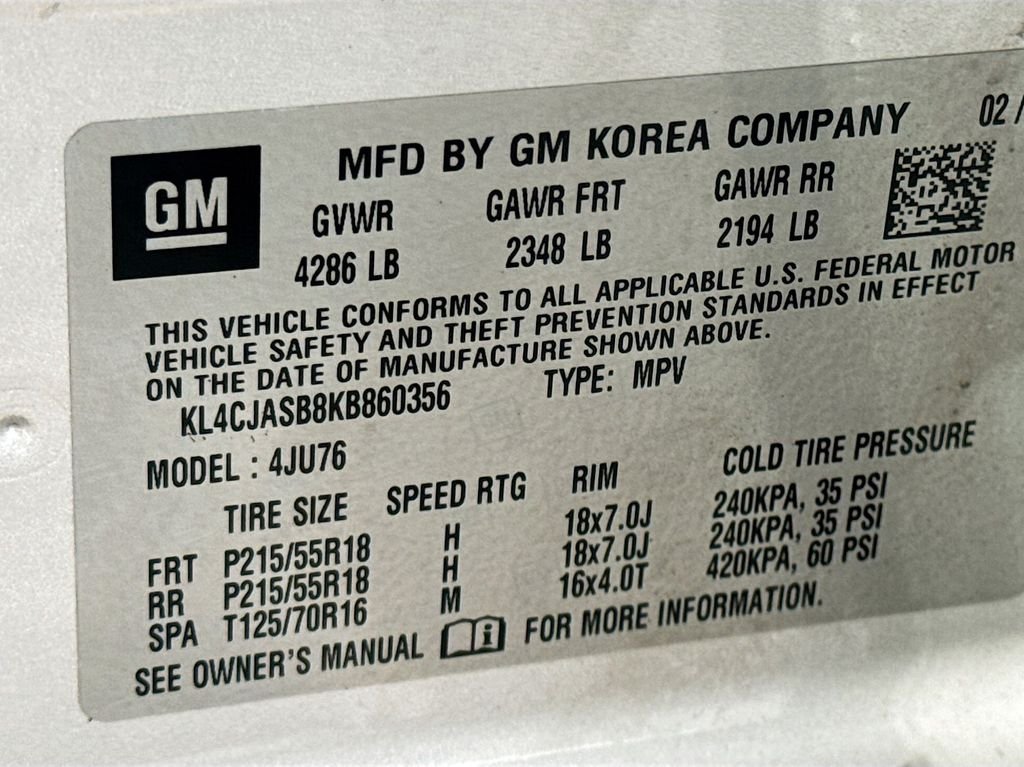 GM
MFD BY GM KOREA COMPANY 02 /
GVWR GAWR FRT GAWR RR
4286 LB 2348 LB 2194 LB
THIS VEHICLE CONFORMS TO ALL APPLICABLE U.S. FEDERAL MOTOR
VEHICLE SAFETY AND THEFT PREVENTION STANDARDS IN EFFECT
ON THE DATE OF MANUFACTURE SHOWN ABOVE.
KL4CJASB8KB860356 TYPE: MPV
MODEL : 4JU76
TIRE SIZE SPEED RTG RIM COLD TIRE PRESSURE
FRT P215/55R18 H 18x7.0J 240KPA, 35 PSI
RR P215/55R18 H 18x7.0J 240KPA, 35 PSI
SPA T125/70R16 M 16x4.0T 420KPA, 60 PSI
SEE OWNER'S MANUAL i FOR MORE INFORMATION.